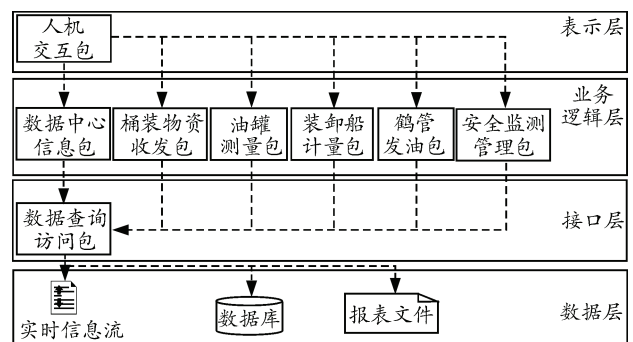 人机
交互包
表示层
业务
逻辑层
数据中心
信息包
桶装物资
收发包
油罐
测量包
装卸船
计量包
鹤管
发油包
安全监测
管理包
数据查询
访问包
接口层
实时信息流
数据库
报表文件
数据层